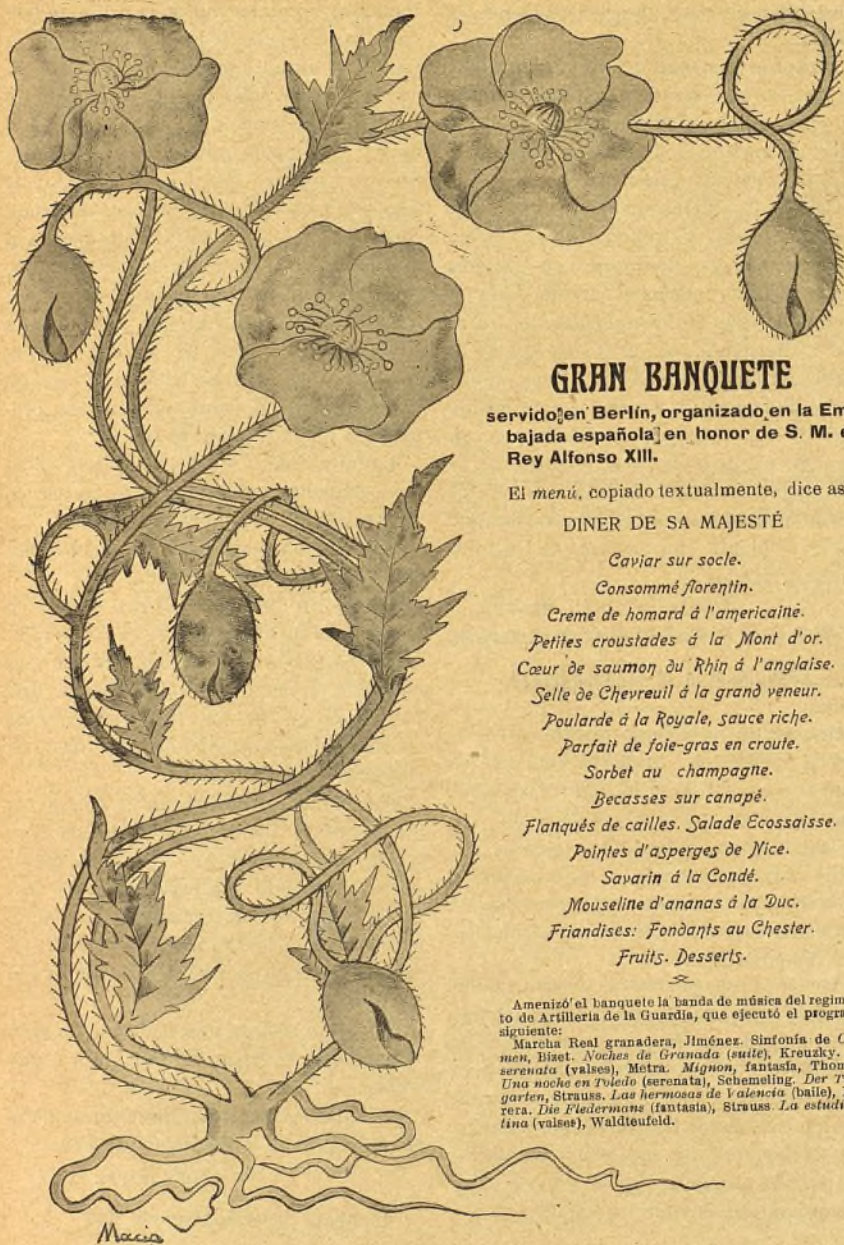 GRAN BANQUETE
servido en Berlín, organizado en la Em
bajada española en honor de S. M. e
Rey Alfonso XIII.
El menú, copiado textualmente, dice as
DINER DE SA MAJESTÉ
Caviar sur socle.
Consommé florentin.
Creme de homard á l'americainé.
Petites croustades á la Mont d'or.
Cœur de saumon du Rhin á l'anglaise.
Selle de Chevreuil á la grand veneur.
Poularde á la Royale, sauce riche.
Parfait de foie-gras en croute.
Sorbet au champagne.
Becasses sur canapé.
Flanqués de cailles. Salade Ecossaisse.
Pointes d'asperges de Nice.
Savarin á la Condé.
Mouseline d'ananas á la Duc.
Friandises: Fondants au Chester.
Fruits. Desserts.
Amenizó el banquete la banda de música del regim
to de Artilleria de la Guardia, que ejecutó el progra
siguiente:
Marcha Real granadera, Jiménez. Sinfonía de C
men, Bizet. Noches de Granada (suite), Kreuzky.
serenata (valses), Metra. Mignon, fantasía, Thom
Una noche en Toledo (serenata), Schemeling. Der T
garten, Strauss. Las hermosas de Valencia (baile),
rera. Die Fledermans (fantasía), Strauss. La estudi
tina (valses), Waldteufeld.
Macia